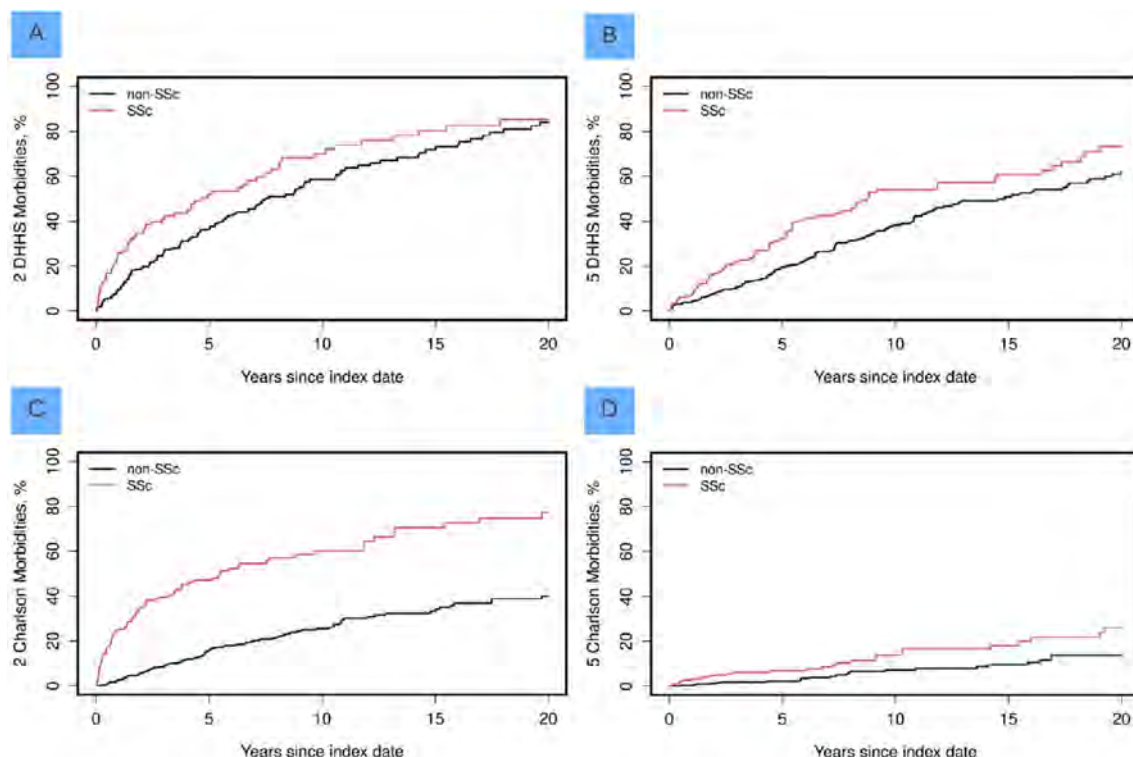 A
2 DHHS Morbidities, %
100
80
60
40
20
0
non-SSc
SSc
0 5 10 15 20
Years since index date
B
5 DHHS Morbidities, %
100
80
60
40
20
0
non-SSc
SSc
0 5 10 15 20
Years since index date
C
2 Charlson Morbidities, %
100
80
60
40
20
0
non-SSc
SSc
0 5 10 15 20
Years since index date
D
5 Charlson Morbidities, %
100
80
60
40
20
0
non-SSc
SSc
0 5 10 15 20
Years since index date